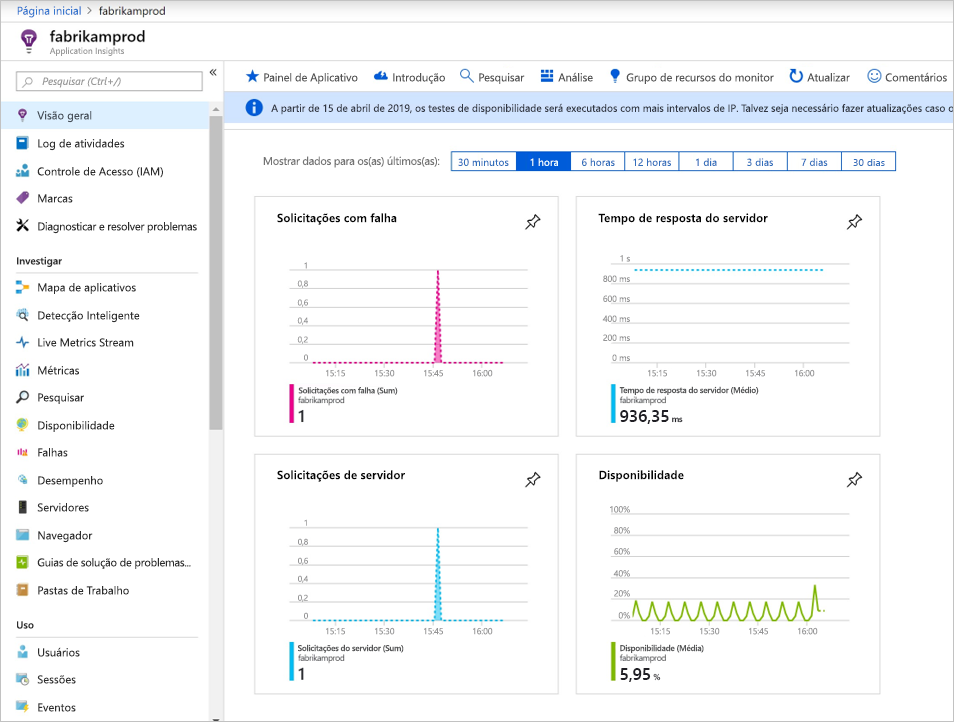 Página inicial > fabrikamprod
fabrikamprod
Application Insights
Pesquisar (Ctrl+/)
«
Visão geral
Log de atividades
Controle de Acesso (IAM)
Marcas
Diagnosticar e resolver problemas
Investigar
Mapa de aplicativos
Detecção Inteligente
Live Metrics Stream
Métricas
Pesquisar
Disponibilidade
Falhas
Desempenho
Servidores
Navegador
Guias de solução de problemas...
Pastas de Trabalho
Uso
Usuários
Sessões
Eventos
Painel de Aplicativo Introdução Pesquisar Análise Grupo de recursos do monitor Atualizar Comentários
A partir de 15 de abril de 2019, os testes de disponibilidade será executados com mais intervalos de IP. Talvez seja necessário fazer atualizações caso o
Mostrar dados para os(as) últimos(as): 30 minutos 1 hora 6 horas 12 horas 1 dia 3 dias 7 dias 30 dias
Solicitações com falha
1
0,8
0,6
0,4
0,2
0
15:15 15:30 15:45 16:00
Solicitações com falha (Sum)
fabrikamprod
1
Tempo de resposta do servidor
1 s
800 ms
600 ms
400 ms
200 ms
0 ms
15:15 15:30 15:45 16:00
Tempo de resposta do servidor (Médio)
fabrikamprod
936,35 ms
Solicitações de servidor
1
0,8
0,6
0,4
0,2
0
15:15 15:30 15:45 16:00
Solicitações do servidor (Sum)
fabrikamprod
1
Disponibilidade
100%
80%
60%
40%
20%
0%
15:15 15:30 15:45 16:00
Disponibilidade (Média)
fabrikamprod
5,95 %